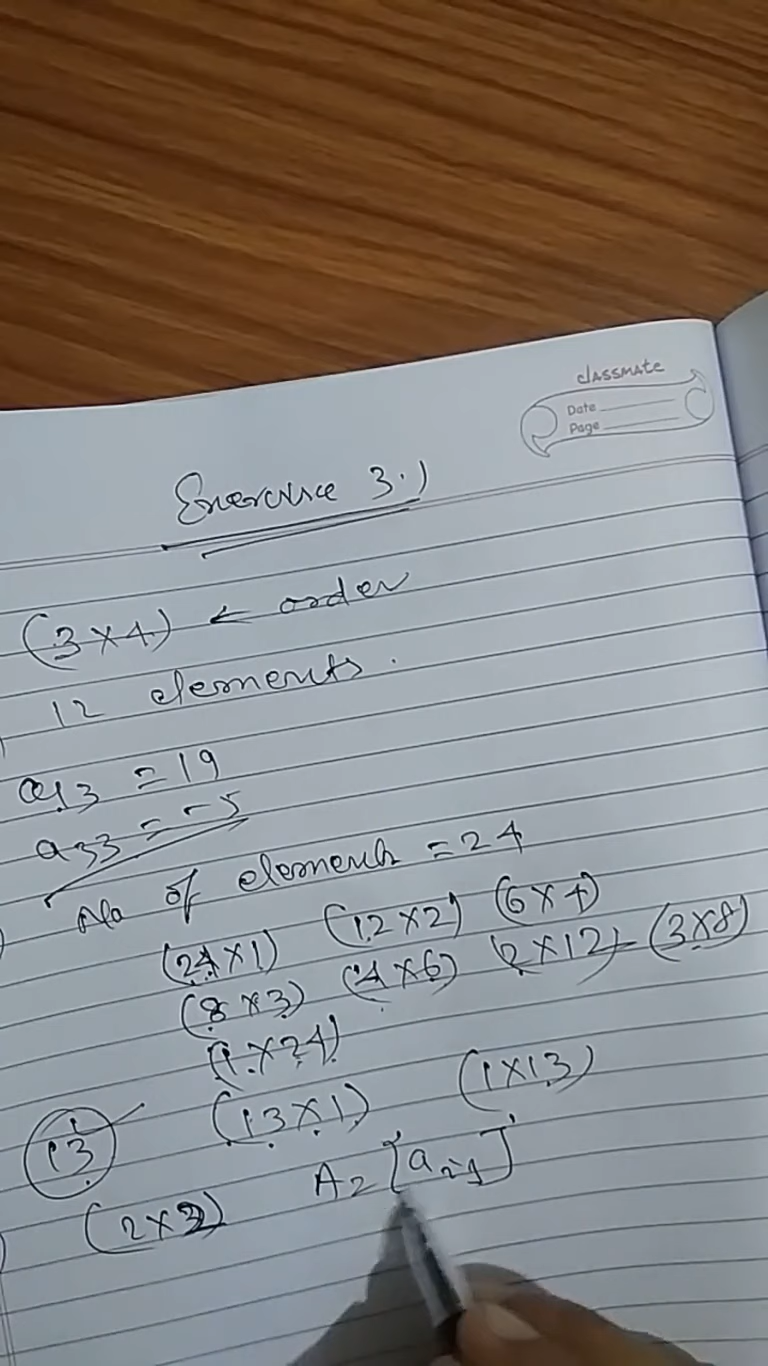 classmate
Date
Page
Exercise 3.1
(3×4) ← order
12 elements.
a13 = 19
a33 = -5
No of elements = 24
(24×1) (12×2) (6×4)
(8×3) (4×6) (2×12) (3×8)
(1×24)
13 (13×1) (1×13)
(2×2) A = [aij]